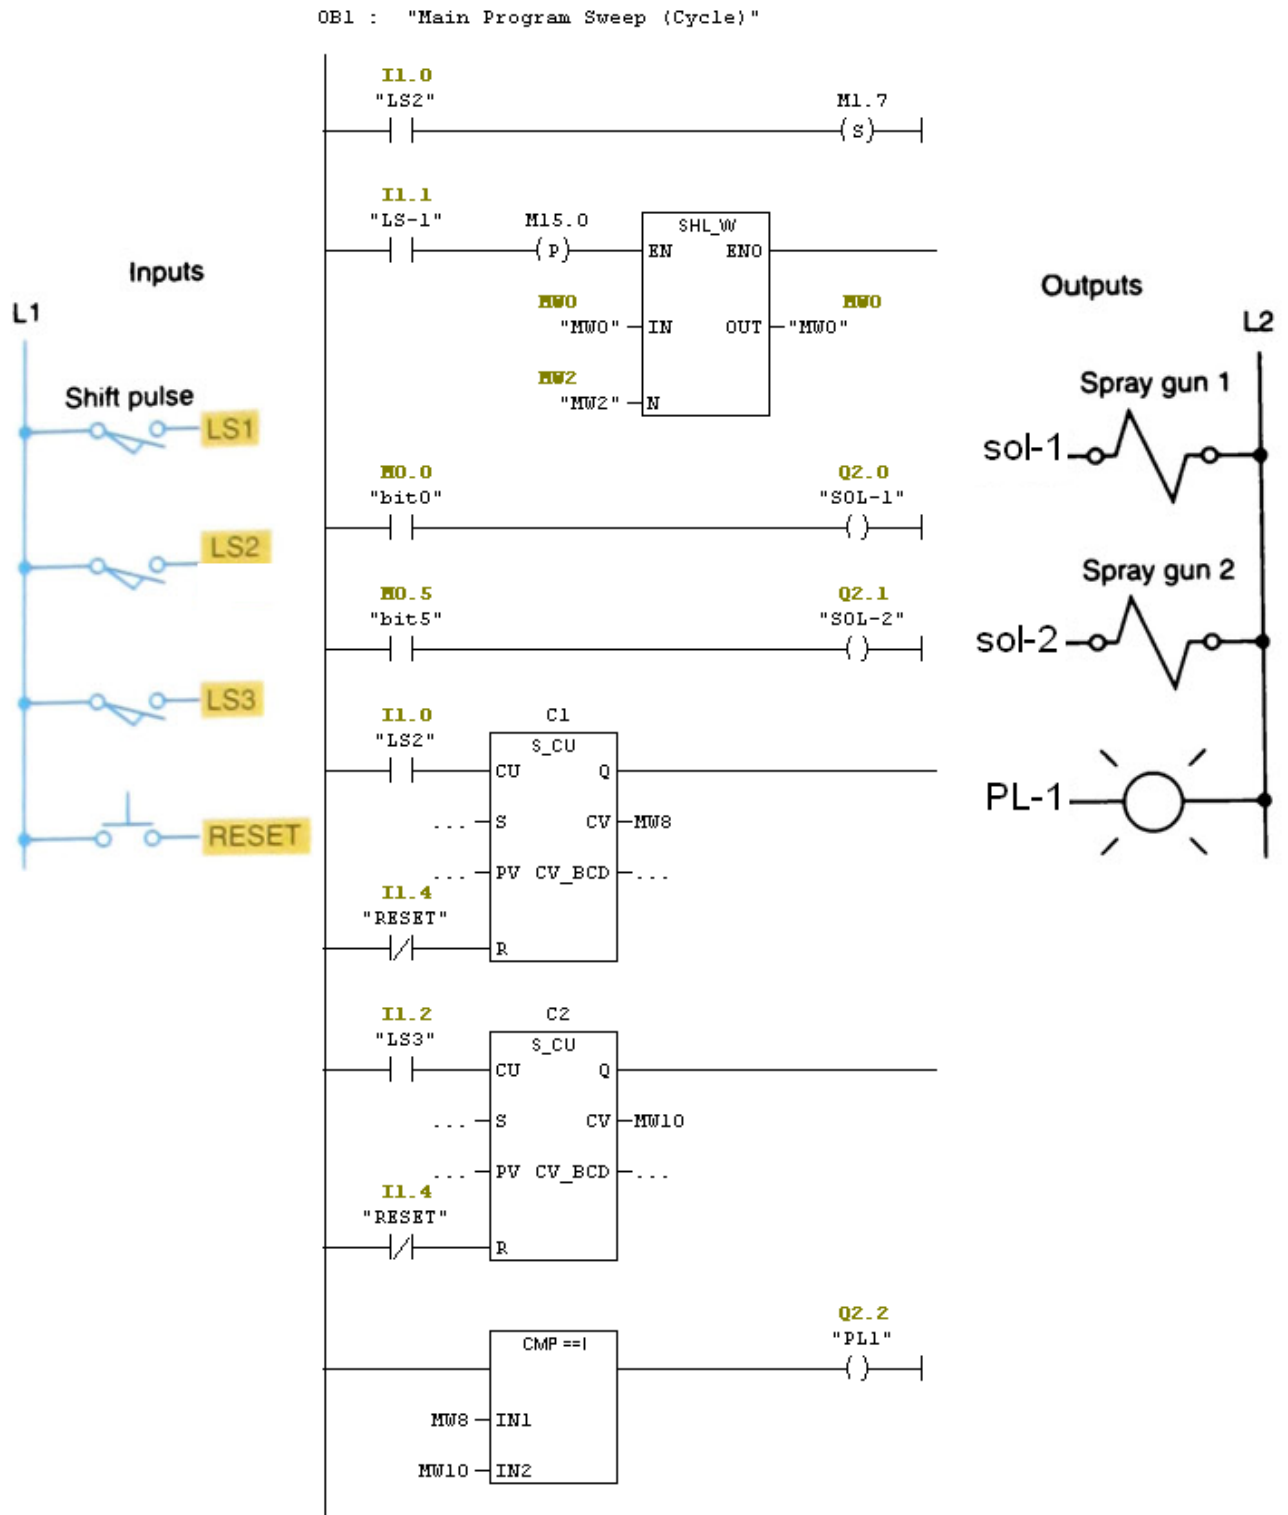 OB1 : "Main Program Sweep (Cycle)"
I1.0
"LS2"
M1.7
(S)
I1.1
"LS-1"
M15.0
(P)
SHL_W
EN ENO
MW0
"MW0"
IN OUT
MW0
"MW0"
MW2
"MW2"
N
M0.0
"bit0"
Q2.0
"SOL-1"
( )
M0.5
"bit5"
Q2.1
"SOL-2"
( )
I1.0
"LS2"
C1
S_CU
CU Q
... S CV MW8
... PV CV_BCD ...
I1.4
"RESET"
R
I1.2
"LS3"
C2
S_CU
CU Q
... S CV MW10
... PV CV_BCD ...
I1.4
"RESET"
R
CMP ==I
Q2.2
"PL1"
( )
MW8 IN1
MW10 IN2
Inputs
L1
Shift pulse
LS1
LS2
LS3
RESET
Outputs
L2
Spray gun 1
sol-1
Spray gun 2
sol-2
PL-1